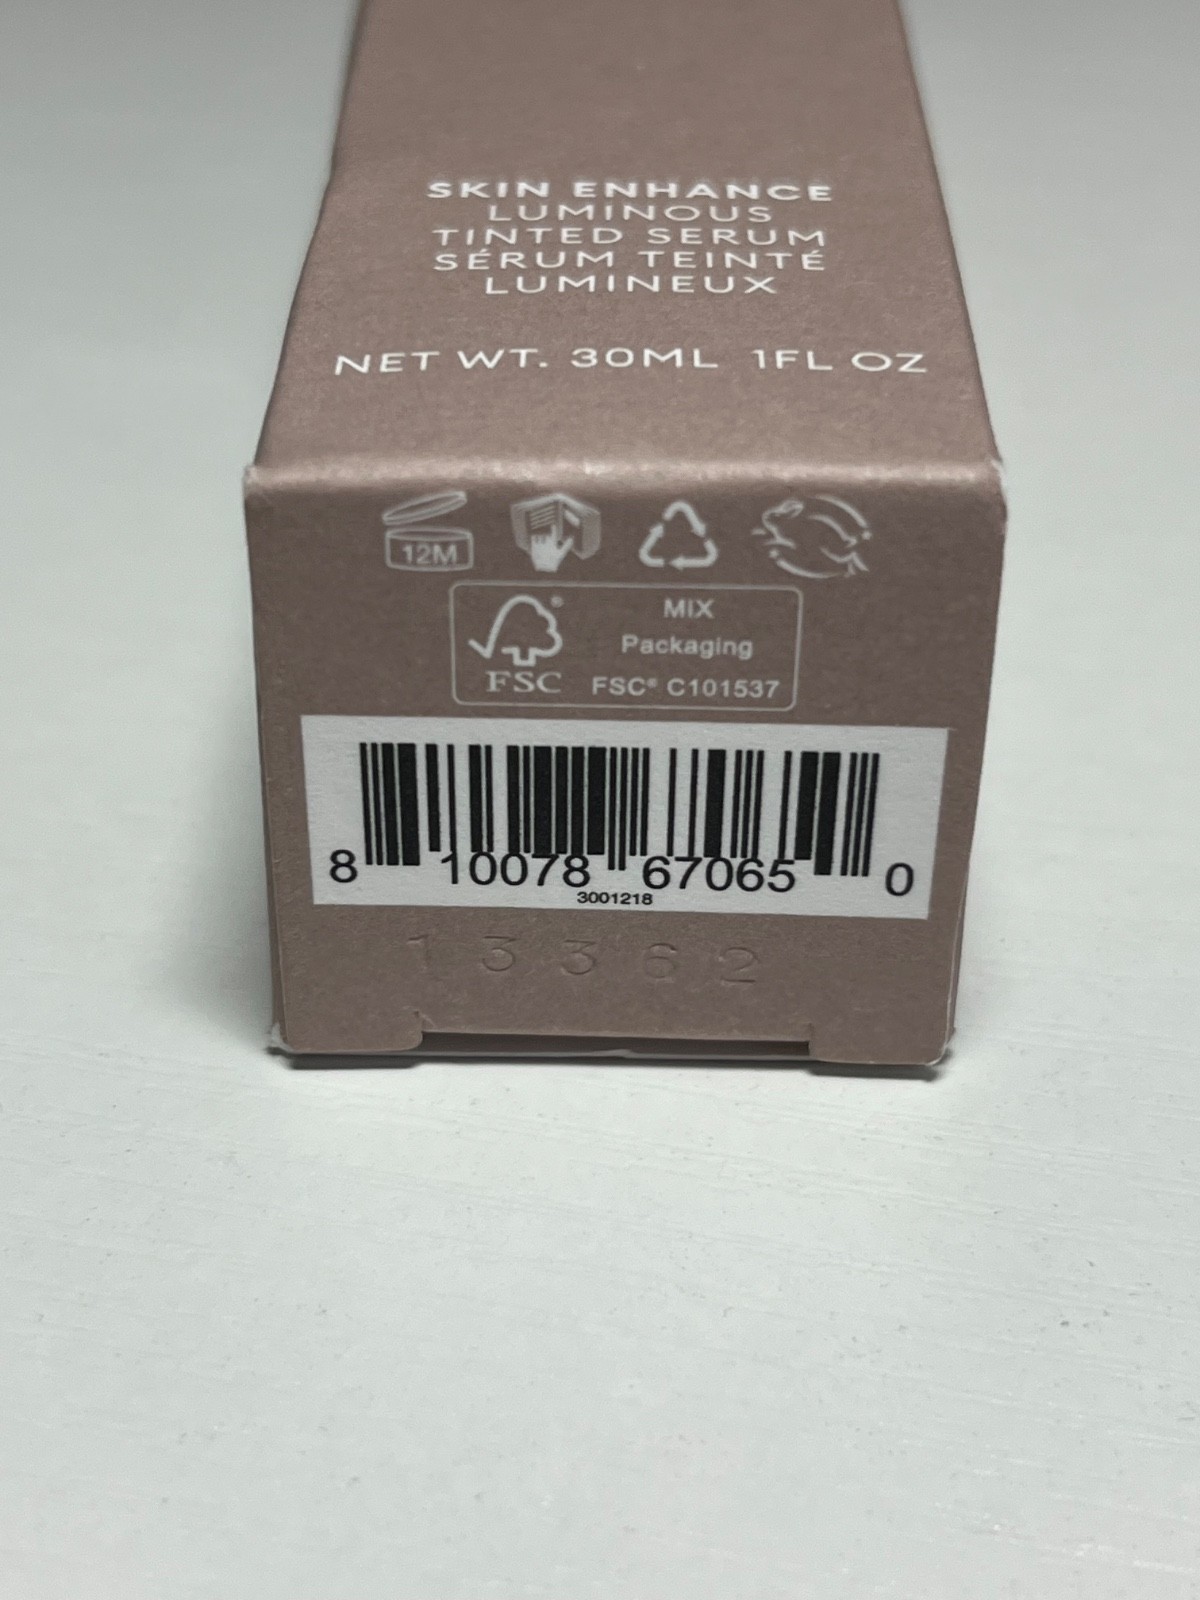 SKIN ENHANCE
LUMINOUS
TINTED SERUM
SÉRUM TEINTÉ
LUMINEUX
NET WT. 30ML 1FL OZ
12M
MIX
Packaging
FSC® FSC® C101537
8 10078 67065 0
3001218
13362